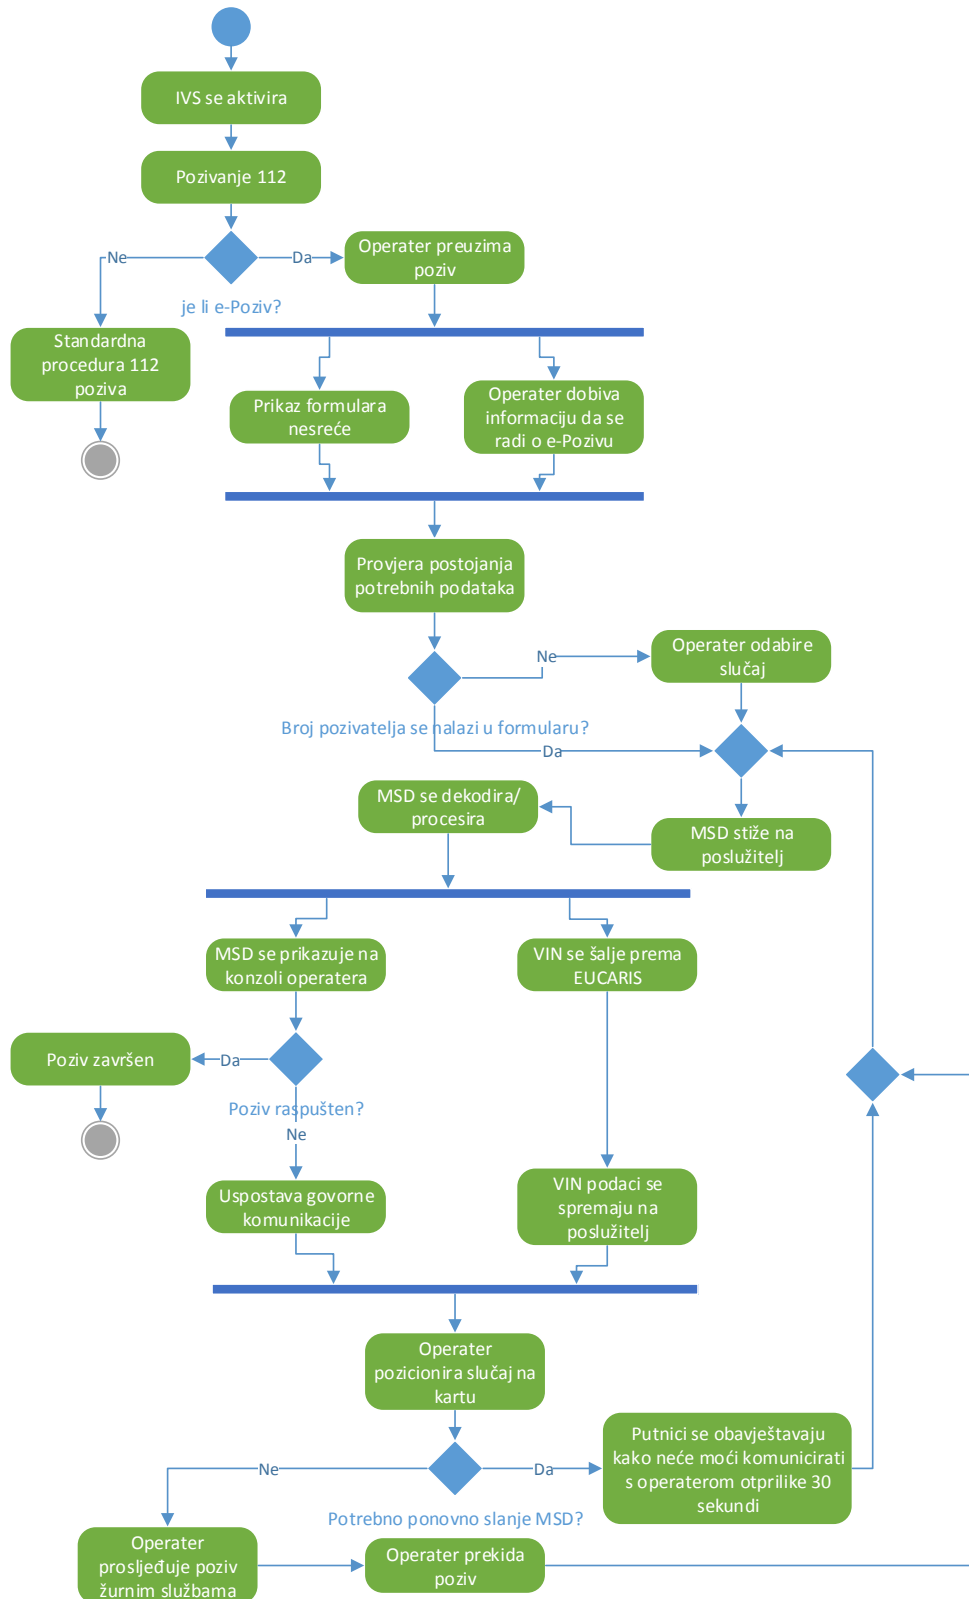 IVS se aktivira
Pozivanje 112
Ne
Da
Operater preuzima
poziv
je li e-Poziv?
Standardna
procedura 112
poziva
Prikaz formulara
nesreće
Operater dobiva
informaciju da se
radi o e-Pozivu
Provjera postojanja
potrebnih podataka
Ne
Operater odabire
slučaj
Broj pozivatelja se nalazi u formularu?
Da
MSD se dekodira/
procesira
MSD stiže na
poslužitelj
MSD se prikazuje na
konzoli operatera
VIN se šalje prema
EUCARIS
Poziv završen
Da
Poziv raspušten?
Ne
Uspostava govorne
komunikacije
VIN podaci se
spremaju na
poslužitelj
Operater
pozicionira slučaj na
kartu
Ne
Da
Putnici se obavještavaju
kako neće moći komunicirati
s operaterom otprilike 30
sekundi
Potrebno ponovno slanje MSD?
Operater
prosljeđuje poziv
žurnim službama
Operater prekida
poziv